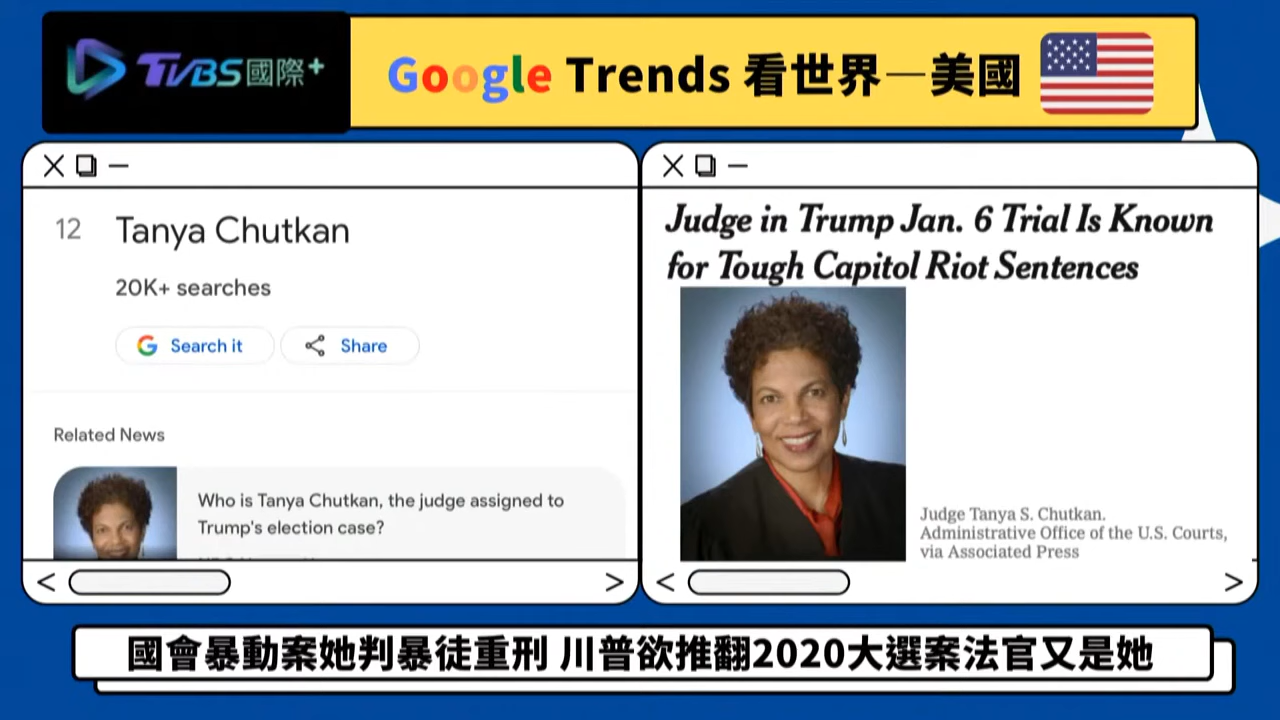 TVBS國際+
Google Trends 看世界—美國
12
Tanya Chutkan
20K+ searches
Search it
Share
Related News
Who is Tanya Chutkan, the judge assigned to
Trump's election case?
Judge in Trump Jan. 6 Trial Is Known
for Tough Capitol Riot Sentences
Judge Tanya S. Chutkan.
Administrative Office of the U.S. Courts,
via Associated Press
國會暴動案她判暴徒重刑 川普欲推翻2020大選案法官又是她